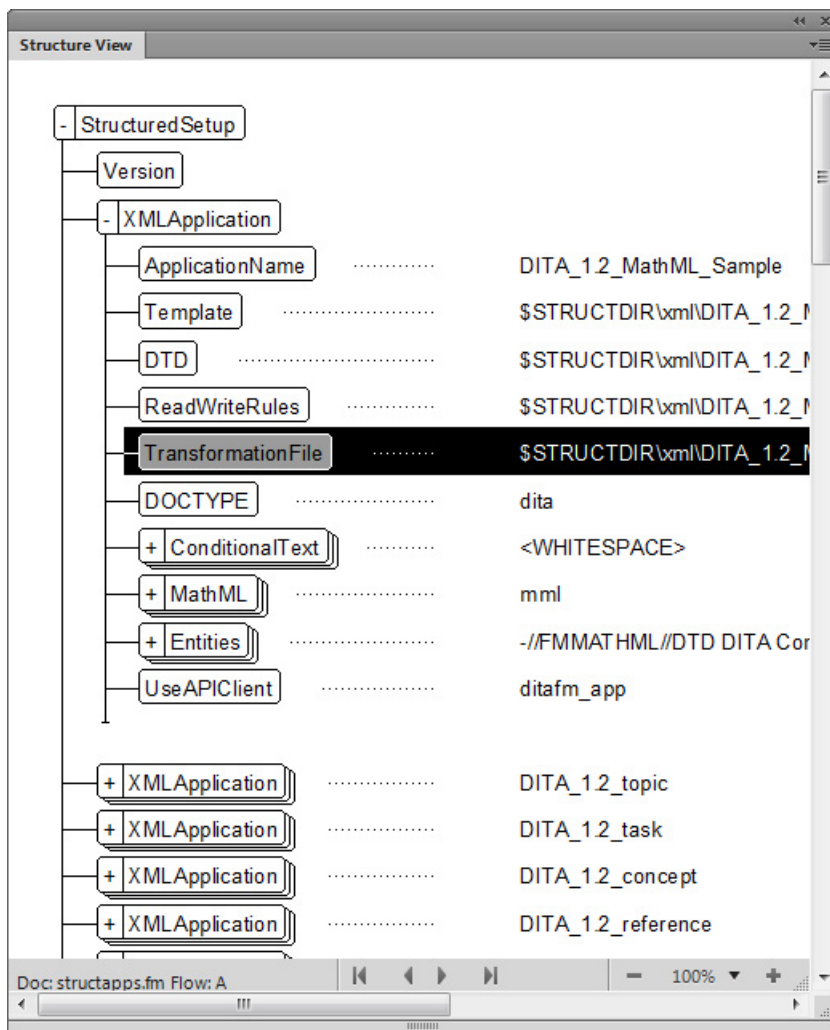 Structure View
- StructuredSetup
Version
- XMLApplication
ApplicationName DITA_1.2_MathML_Sample
Template $STRUCTDIR\xml\DITA_1.2_M
DTD $STRUCTDIR\xml\DITA_1.2_M
ReadWriteRules $STRUCTDIR\xml\DITA_1.2_M
TransformationFile $STRUCTDIR\xml\DITA_1.2_M
DOCTYPE dita
+ ConditionalText <WHITESPACE>
+ MathML mml
+ Entities -//FMMATHML//DTD DITA Con
UseAPIClient ditafm_app
+ XMLApplication DITA_1.2_topic
+ XMLApplication DITA_1.2_task
+ XMLApplication DITA_1.2_concept
+ XMLApplication DITA_1.2_reference
Doc: structapps.fm Flow: A 100%